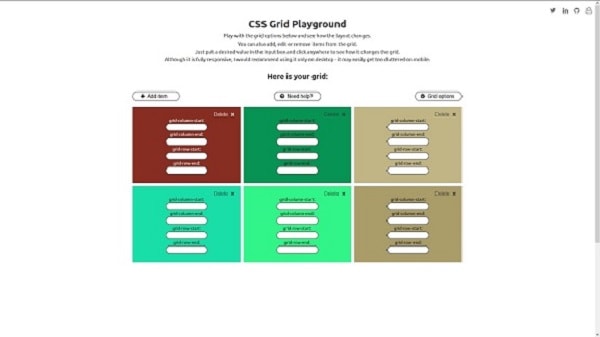 CSS Grid Playground
Play with the grid options below and see how the layout changes.
You can also add, edit or remove items from the grid.
Just put a desired value in the input box and click anywhere to see how it changes the grid.
Although it is fully responsive, I would recommend using it only on desktop - it may easily get too cluttered on mobile.
Here is your grid:
Add item Need help? Grid options
Delete Delete Delete
grid-column-start: grid-column-start: grid-column-start:
grid-column-end: grid-column-end: grid-column-end:
grid-row-start: grid-row-start: grid-row-start:
grid-row-end: grid-row-end: grid-row-end:
Delete Delete Delete
grid-column-start: grid-column-start: grid-column-start:
grid-column-end: grid-column-end: grid-column-end:
grid-row-start: grid-row-start: grid-row-start:
grid-row-end: grid-row-end: grid-row-end: